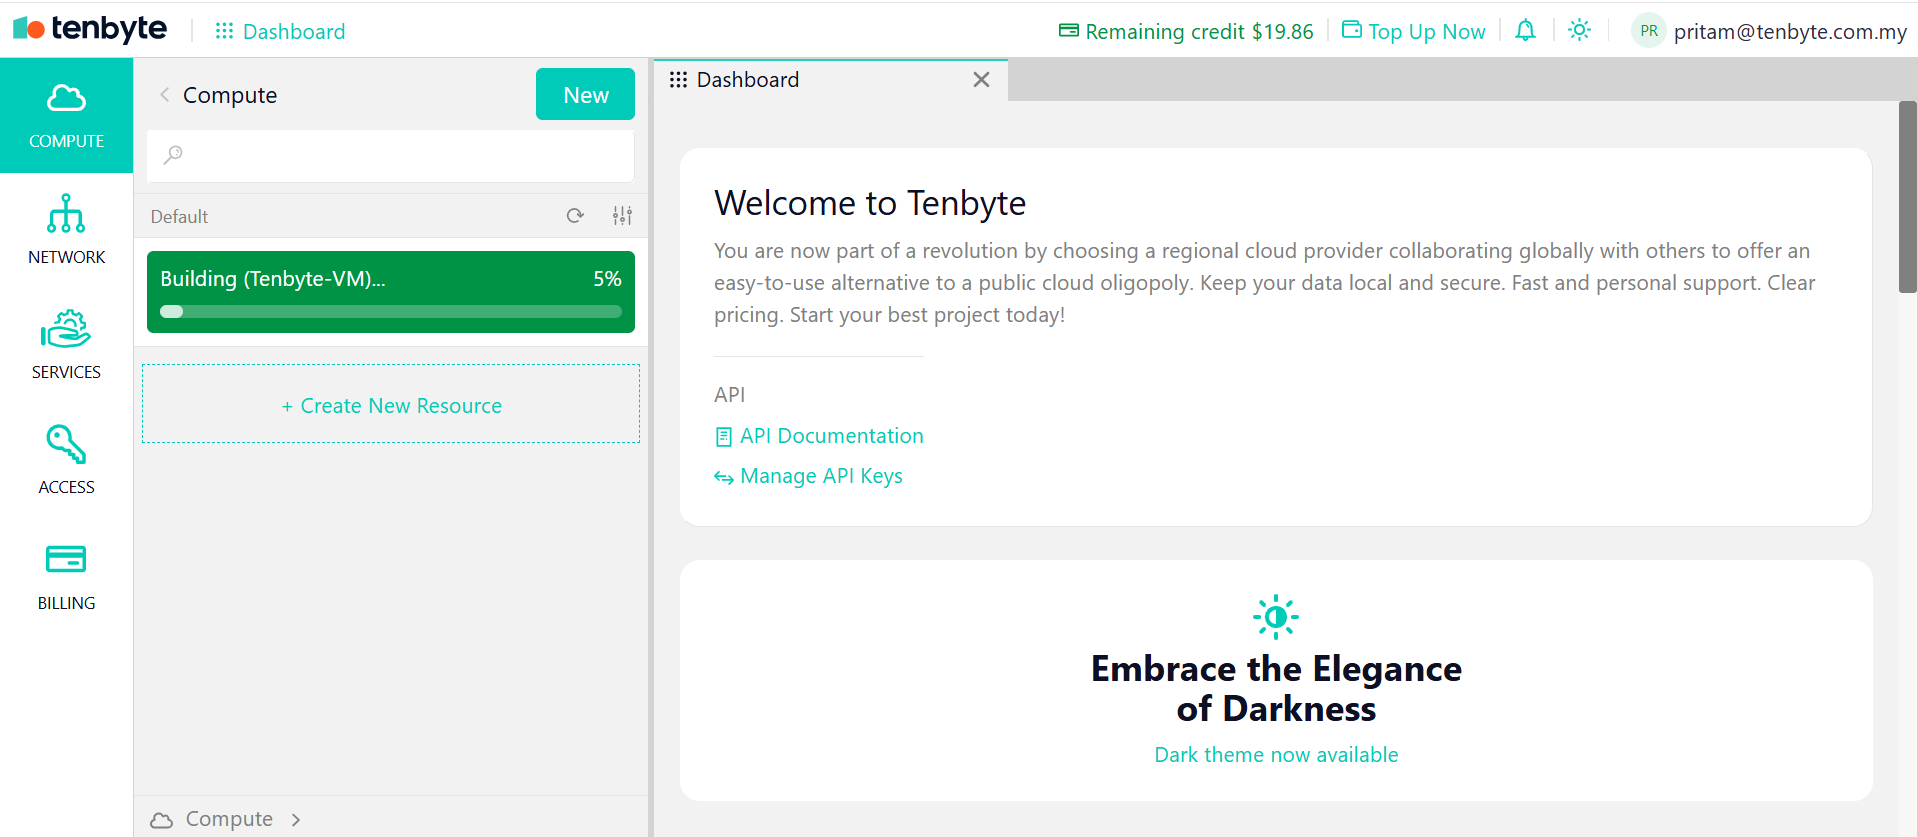 tenbyte
Dashboard
Remaining credit $19.86
Top Up Now
PR
pritam@tenbyte.com.my
COMPUTE
NETWORK
SERVICES
ACCESS
BILLING
Compute
New
Default
Building (Tenbyte-VM)...
5%
+ Create New Resource
Compute
Dashboard
Welcome to Tenbyte
You are now part of a revolution by choosing a regional cloud provider collaborating globally with others to offer an
easy-to-use alternative to a public cloud oligopoly. Keep your data local and secure. Fast and personal support. Clear
pricing. Start your best project today!
API
API Documentation
Manage API Keys
Embrace the Elegance
of Darkness
Dark theme now available